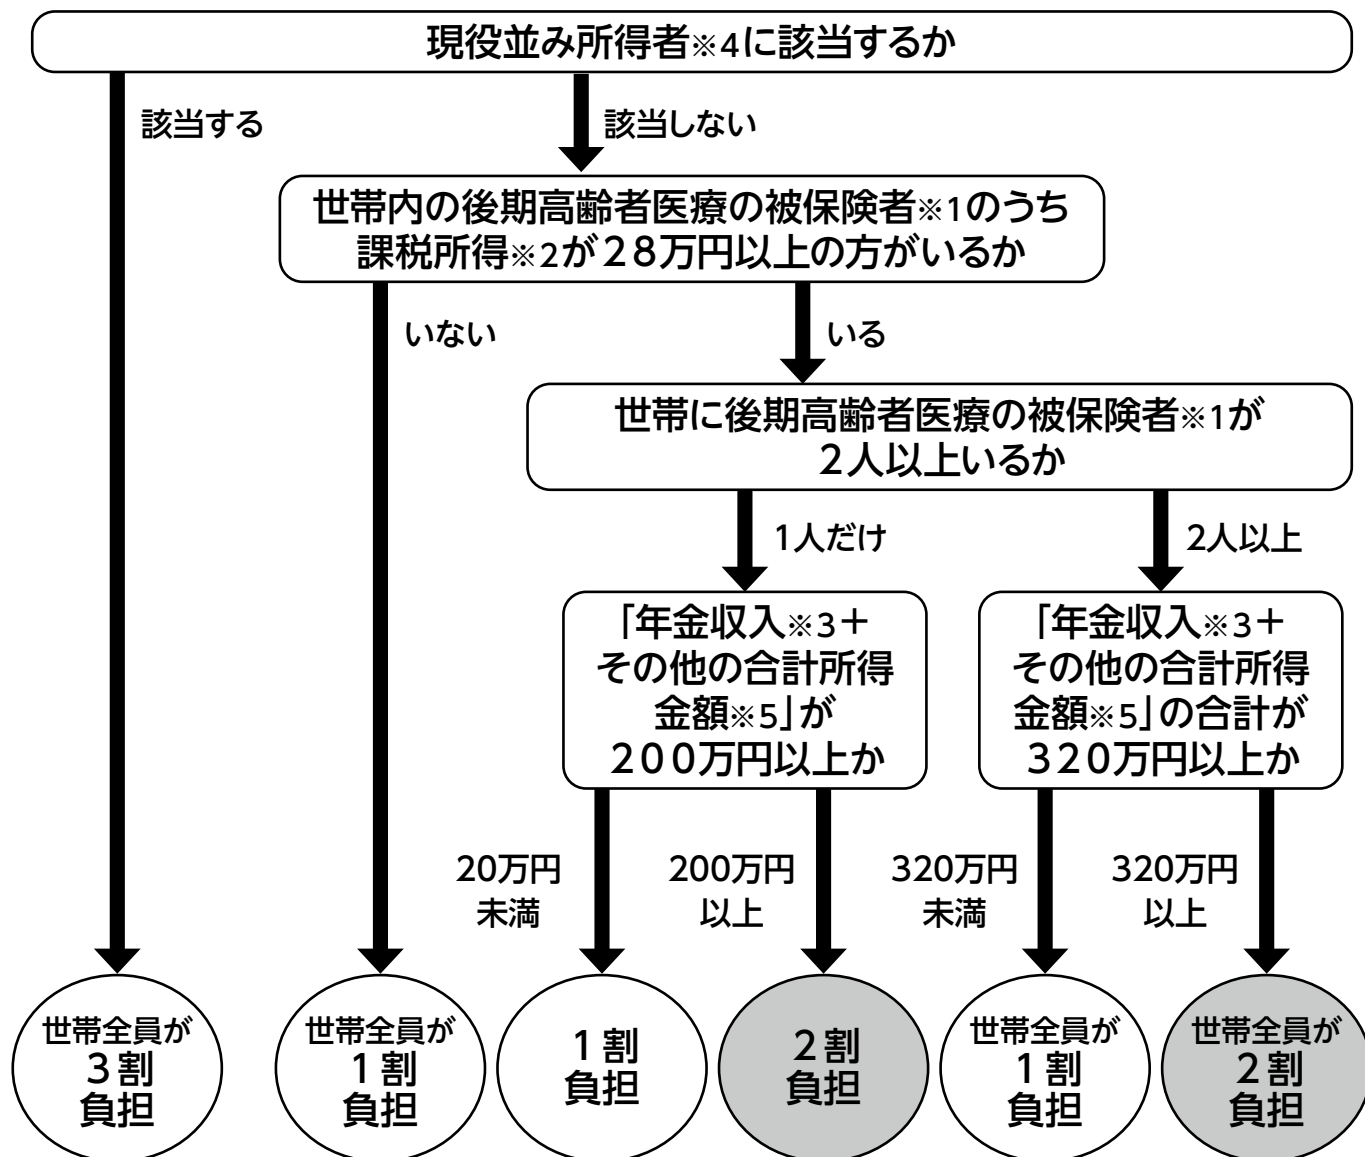 現役並み所得者※4に該当するか
該当する
該当しない
世帯内の後期高齢者医療の被保険者※1のうち
課税所得※2が28万円以上の方がいるか
いない
いる
世帯に後期高齢者医療の被保険者※1が
2人以上いるか
1人だけ
2人以上
「年金収入※3＋
その他の合計所得
金額※5」が
200万円以上か
「年金収入※3＋
その他の合計所得
金額※5」の合計が
320万円以上か
20万円
未満
200万円
以上
320万円
未満
320万円
以上
世帯全員が
3割
負担
世帯全員が
1割
負担
1割
負担
2割
負担
世帯全員が
1割
負担
世帯全員が
2割
負担